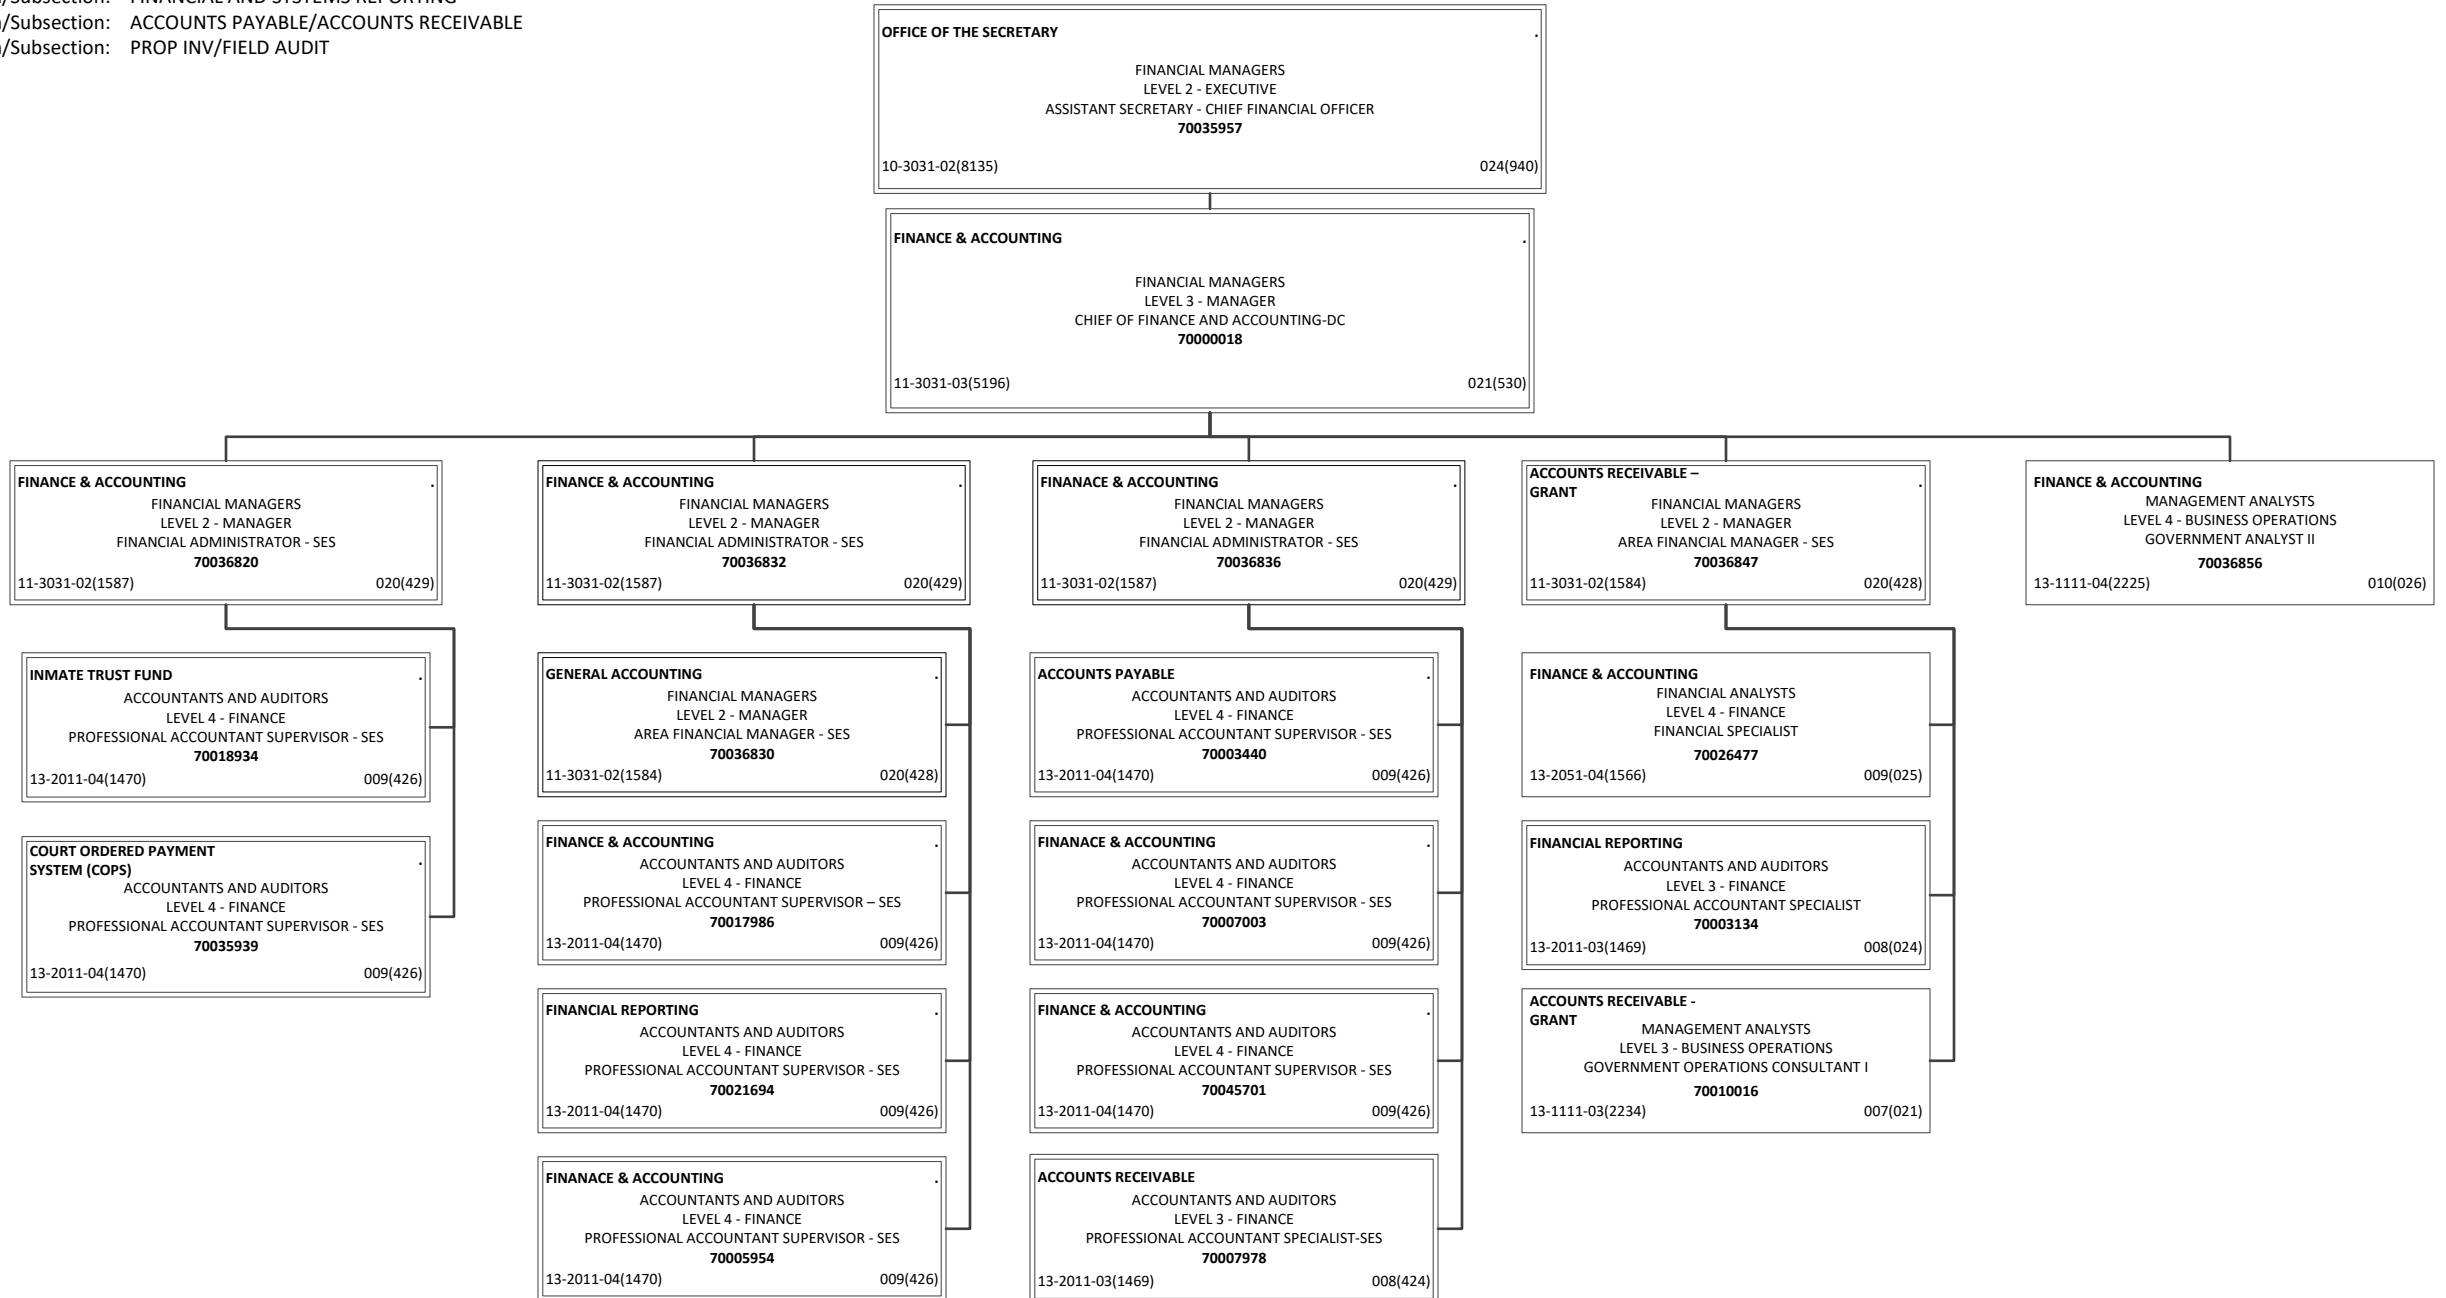 /Subsection: FINANCIAL AND SYSTEMS REPORTING
/Subsection: ACCOUNTS PAYABLE/ACCOUNTS RECEIVABLE
/Subsection: PROP INV/FIELD AUDIT
OFFICE OF THE SECRETARY .
FINANCIAL MANAGERS
LEVEL 2 - EXECUTIVE
ASSISTANT SECRETARY - CHIEF FINANCIAL OFFICER
70035957
10-3031-02(8135) 024(940)
FINANCE & ACCOUNTING .
FINANCIAL MANAGERS
LEVEL 3 - MANAGER
CHIEF OF FINANCE AND ACCOUNTING-DC
70000018
11-3031-03(5196) 021(530)
FINANCE & ACCOUNTING .
FINANCIAL MANAGERS
LEVEL 2 - MANAGER
FINANCIAL ADMINISTRATOR - SES
70036820
11-3031-02(1587) 020(429)
FINANCE & ACCOUNTING .
FINANCIAL MANAGERS
LEVEL 2 - MANAGER
FINANCIAL ADMINISTRATOR - SES
70036832
11-3031-02(1587) 020(429)
FINANACE & ACCOUNTING .
FINANCIAL MANAGERS
LEVEL 2 - MANAGER
FINANCIAL ADMINISTRATOR - SES
70036836
11-3031-02(1587) 020(429)
ACCOUNTS RECEIVABLE –
GRANT .
FINANCIAL MANAGERS
LEVEL 2 - MANAGER
AREA FINANCIAL MANAGER - SES
70036847
11-3031-02(1584) 020(428)
FINANCE & ACCOUNTING
MANAGEMENT ANALYSTS
LEVEL 4 - BUSINESS OPERATIONS
GOVERNMENT ANALYST II
70036856
13-1111-04(2225) 010(026)
INMATE TRUST FUND .
ACCOUNTANTS AND AUDITORS
LEVEL 4 - FINANCE
PROFESSIONAL ACCOUNTANT SUPERVISOR - SES
70018934
13-2011-04(1470) 009(426)
COURT ORDERED PAYMENT
SYSTEM (COPS) .
ACCOUNTANTS AND AUDITORS
LEVEL 4 - FINANCE
PROFESSIONAL ACCOUNTANT SUPERVISOR - SES
70035939
13-2011-04(1470) 009(426)
GENERAL ACCOUNTING .
FINANCIAL MANAGERS
LEVEL 2 - MANAGER
AREA FINANCIAL MANAGER - SES
70036830
11-3031-02(1584) 020(428)
FINANCE & ACCOUNTING .
ACCOUNTANTS AND AUDITORS
LEVEL 4 - FINANCE
PROFESSIONAL ACCOUNTANT SUPERVISOR – SES
70017986
13-2011-04(1470) 009(426)
FINANCIAL REPORTING .
ACCOUNTANTS AND AUDITORS
LEVEL 4 - FINANCE
PROFESSIONAL ACCOUNTANT SUPERVISOR - SES
70021694
13-2011-04(1470) 009(426)
FINANACE & ACCOUNTING .
ACCOUNTANTS AND AUDITORS
LEVEL 4 - FINANCE
PROFESSIONAL ACCOUNTANT SUPERVISOR - SES
70005954
13-2011-04(1470) 009(426)
ACCOUNTS PAYABLE .
ACCOUNTANTS AND AUDITORS
LEVEL 4 - FINANCE
PROFESSIONAL ACCOUNTANT SUPERVISOR - SES
70003440
13-2011-04(1470) 009(426)
FINANACE & ACCOUNTING .
ACCOUNTANTS AND AUDITORS
LEVEL 4 - FINANCE
PROFESSIONAL ACCOUNTANT SUPERVISOR - SES
70007003
13-2011-04(1470) 009(426)
FINANCE & ACCOUNTING .
ACCOUNTANTS AND AUDITORS
LEVEL 4 - FINANCE
PROFESSIONAL ACCOUNTANT SUPERVISOR - SES
70045701
13-2011-04(1470) 009(426)
ACCOUNTS RECEIVABLE
ACCOUNTANTS AND AUDITORS
LEVEL 3 - FINANCE
PROFESSIONAL ACCOUNTANT SPECIALIST-SES
70007978
13-2011-03(1469) 008(424)
FINANCE & ACCOUNTING
FINANCIAL ANALYSTS
LEVEL 4 - FINANCE
FINANCIAL SPECIALIST
70026477
13-2051-04(1566) 009(025)
FINANCIAL REPORTING
ACCOUNTANTS AND AUDITORS
LEVEL 3 - FINANCE
PROFESSIONAL ACCOUNTANT SPECIALIST
70003134
13-2011-03(1469) 008(024)
ACCOUNTS RECEIVABLE -
GRANT
MANAGEMENT ANALYSTS
LEVEL 3 - BUSINESS OPERATIONS
GOVERNMENT OPERATIONS CONSULTANT I
70010016
13-1111-03(2234) 007(021)